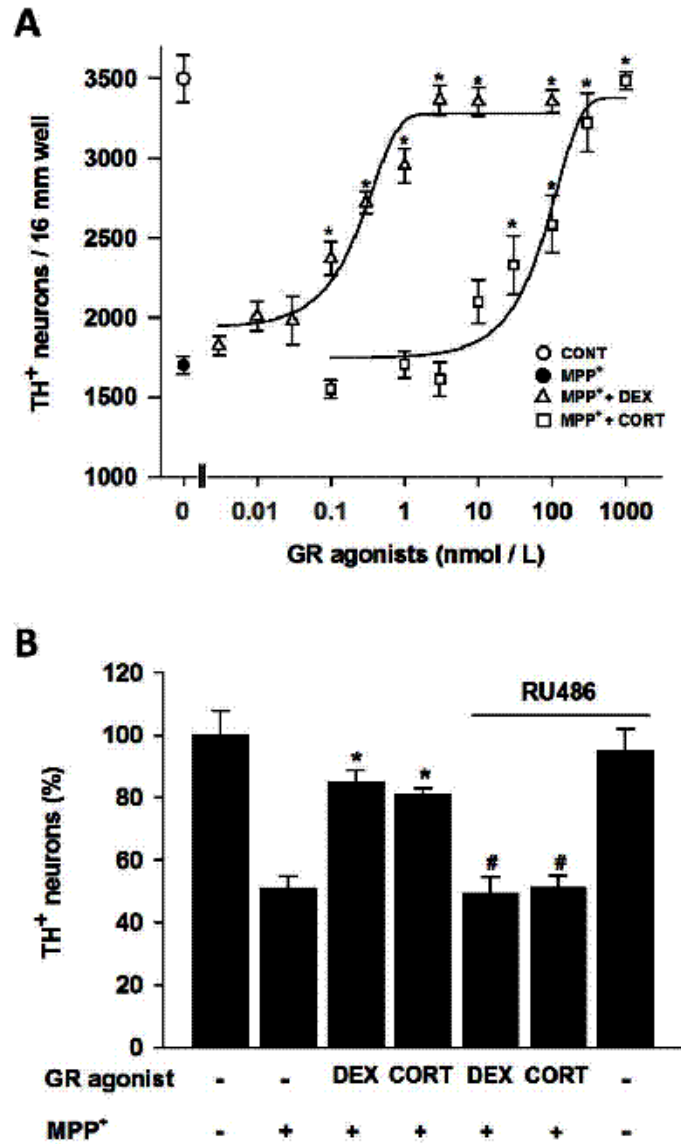 A
3500
3000
2500
2000
1500
1000
TH+ neurons / 16 mm well
* * * * * * * * * * *
CONT
MPP+
MPP+ + DEX
MPP+ + CORT
0 0.01 0.1 1 10 100 1000
GR agonists (nmol / L)
B
120
100
80
60
40
20
0
TH+ neurons (%)
RU486
* * # #
GR agonist - - DEX CORT DEX CORT -
MPP+ - + + + + + -